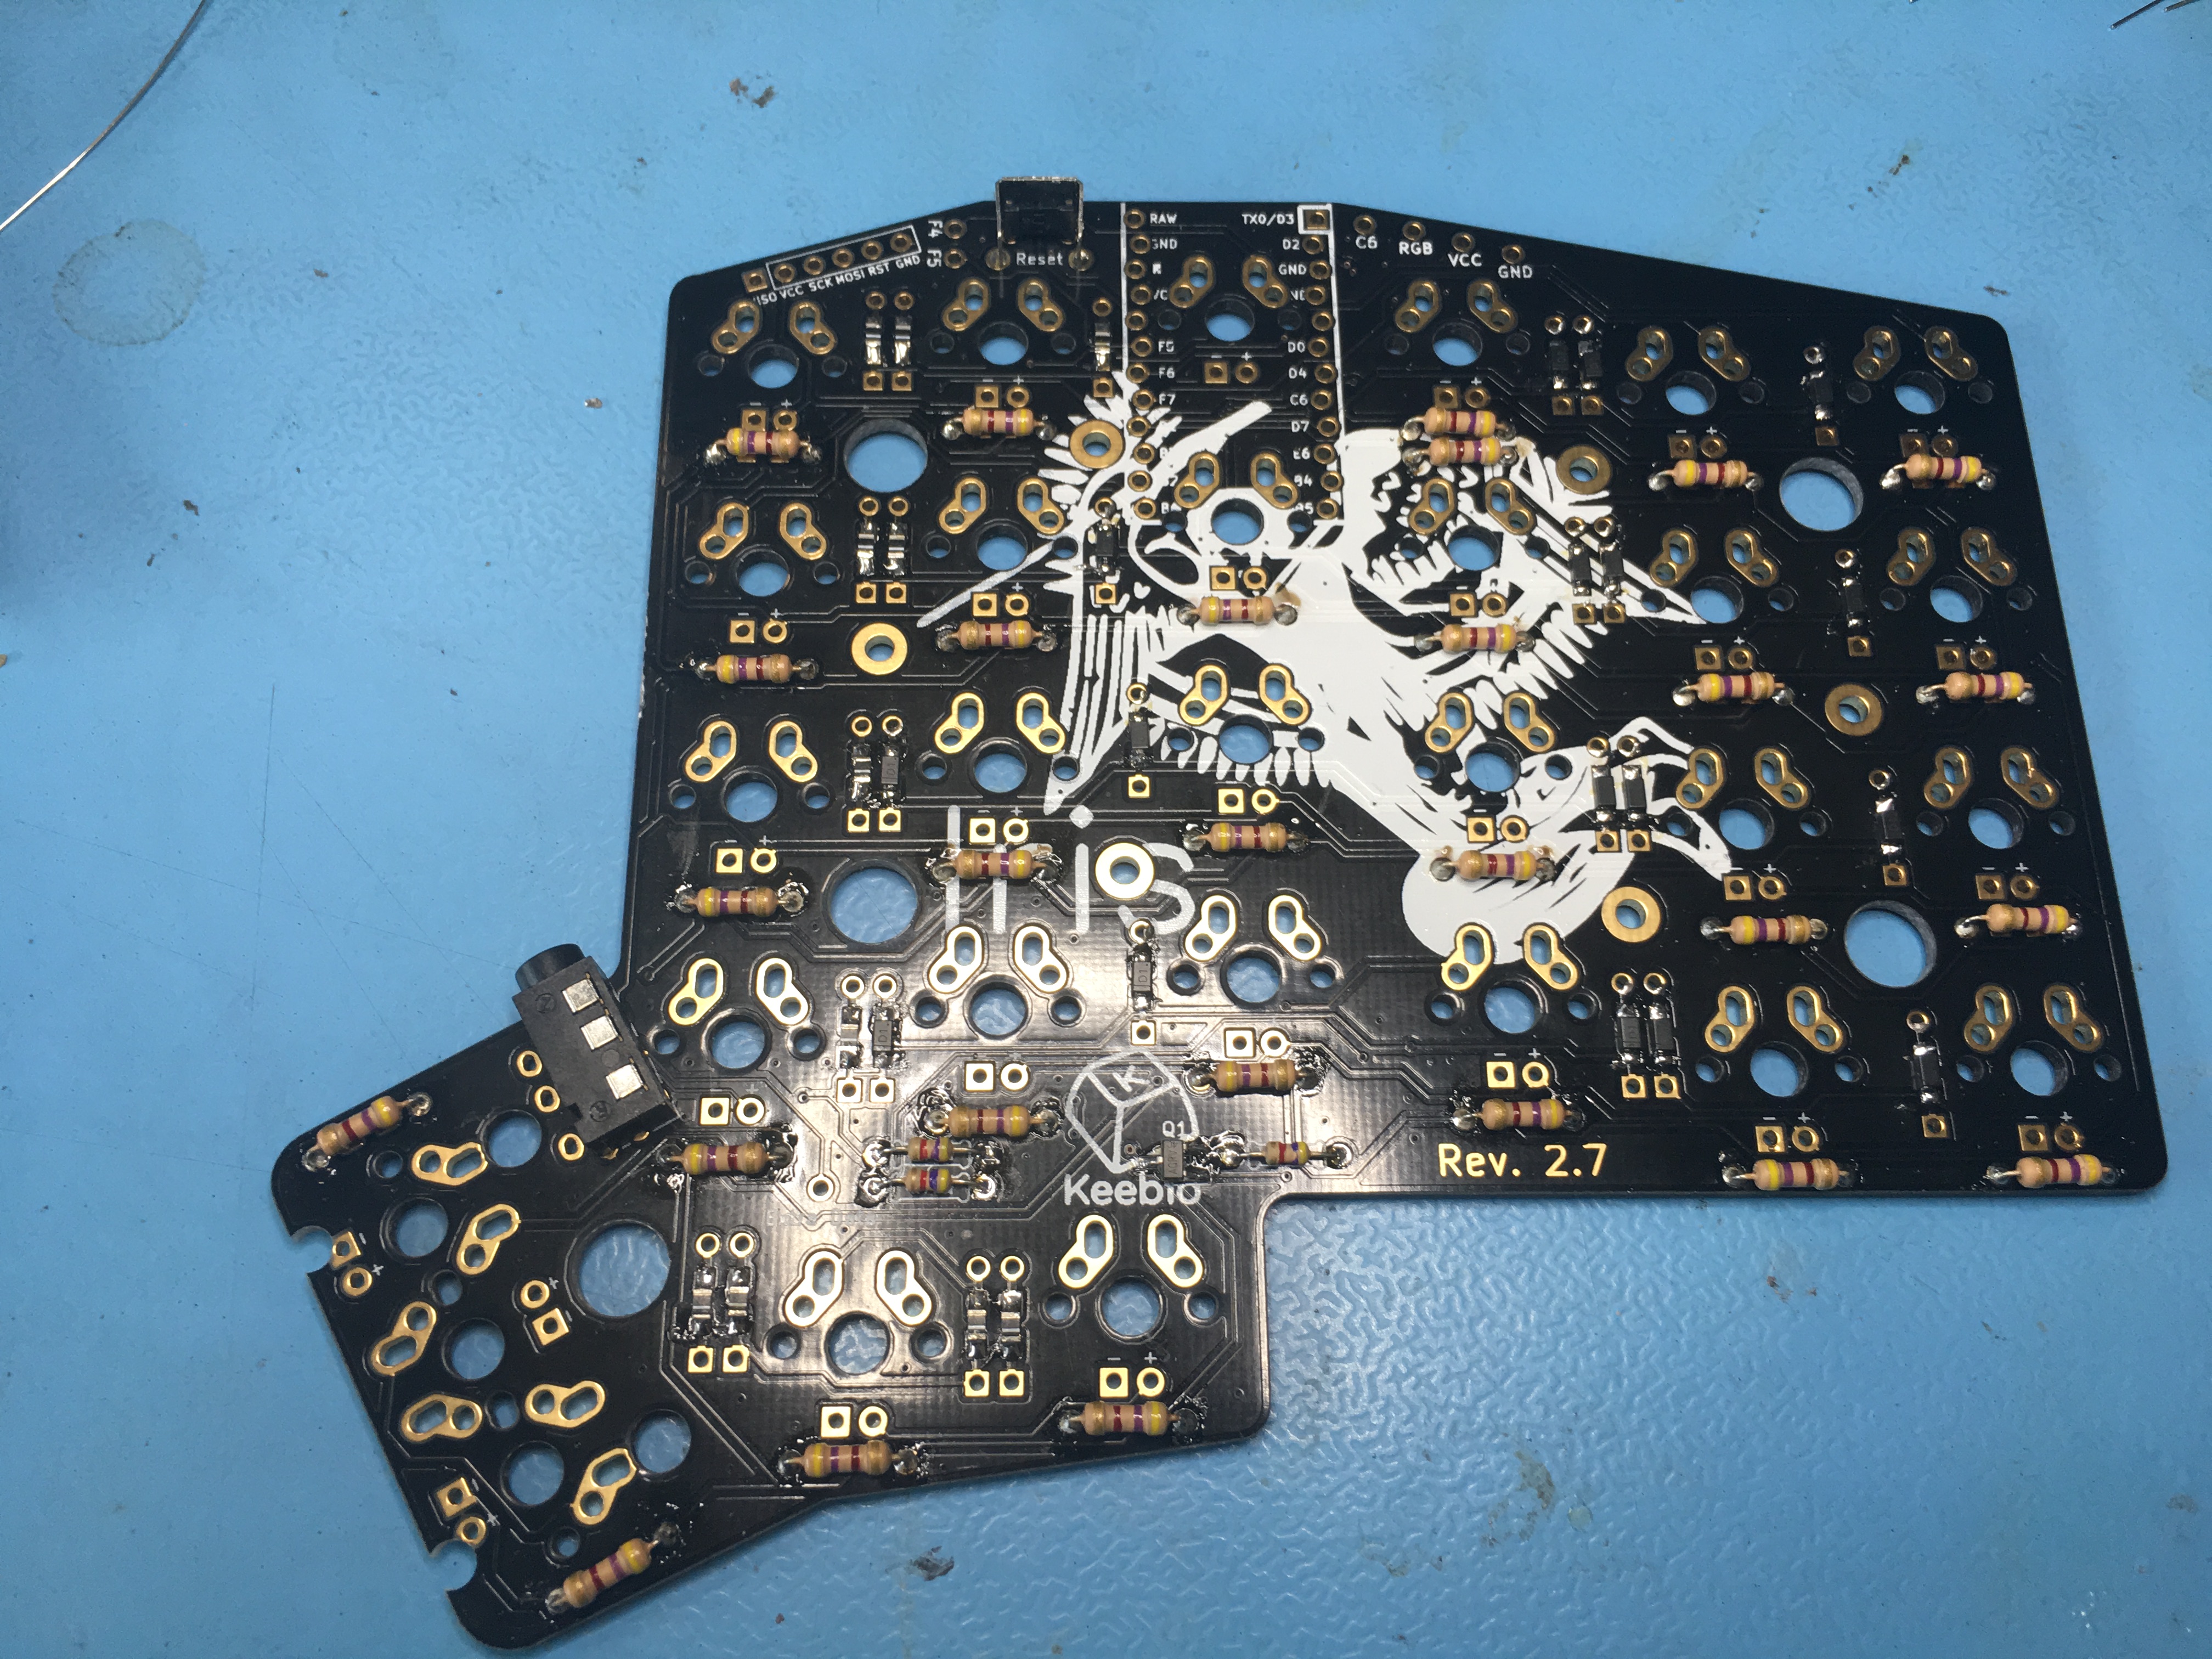 RAW
TX0/D3
F4
GND
D2
C6
RGB
F5
Reset
GND
VCC
GND
VCC SCK MOSI RST GND
F5
D0
F6
D4
F7
C6
D7
E6
B4
Iris
Q1
Rev. 2.7
Keebio